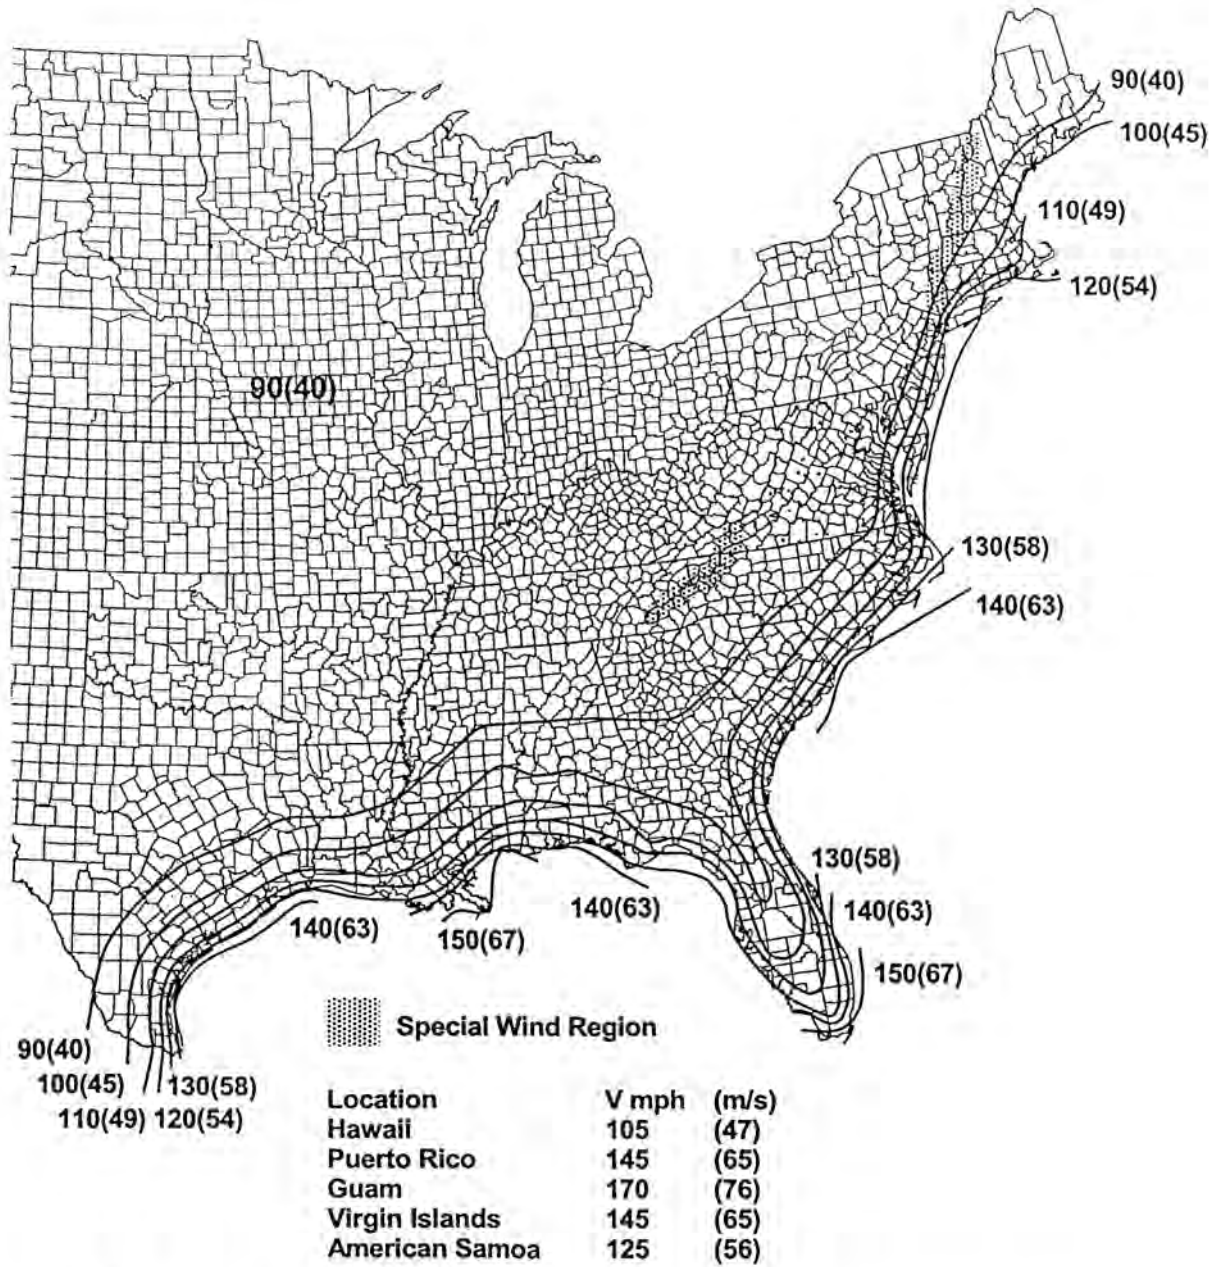 90(40)
100(45)
110(49)
120(54)
90(40)
130(58)
140(63)
130(58)
140(63)
140(63)
140(63)
150(67)
150(67)
Special Wind Region
90(40)
100(45) 130(58)
110(49) 120(54)
Location V mph (m/s)
Hawaii 105 (47)
Puerto Rico 145 (65)
Guam 170 (76)
Virgin Islands 145 (65)
American Samoa 125 (56)